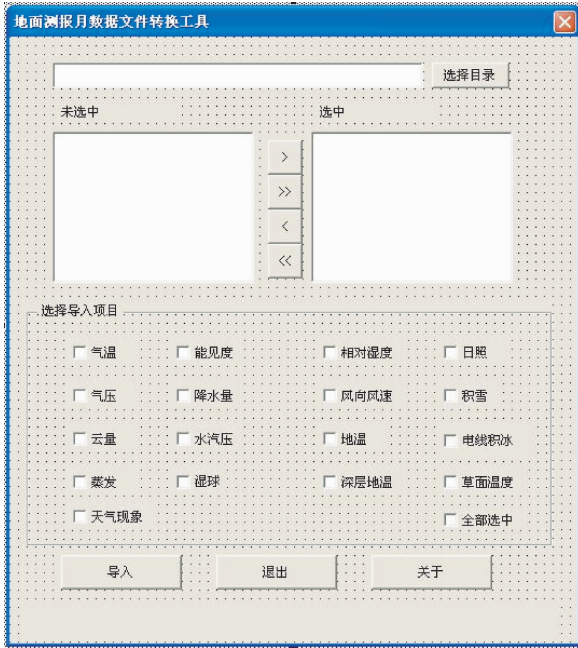 地面测报月数据文件转换工具
选择目录
未选中 选中
>
>>
<
<<
选择导入项目
气温 能见度 相对湿度 日照
气压 降水量 风向风速 积雪
云量 水汽压 地温 电线积冰
蒸发 湿球 深层地温 草面温度
天气现象 全部选中
导入 退出 关于